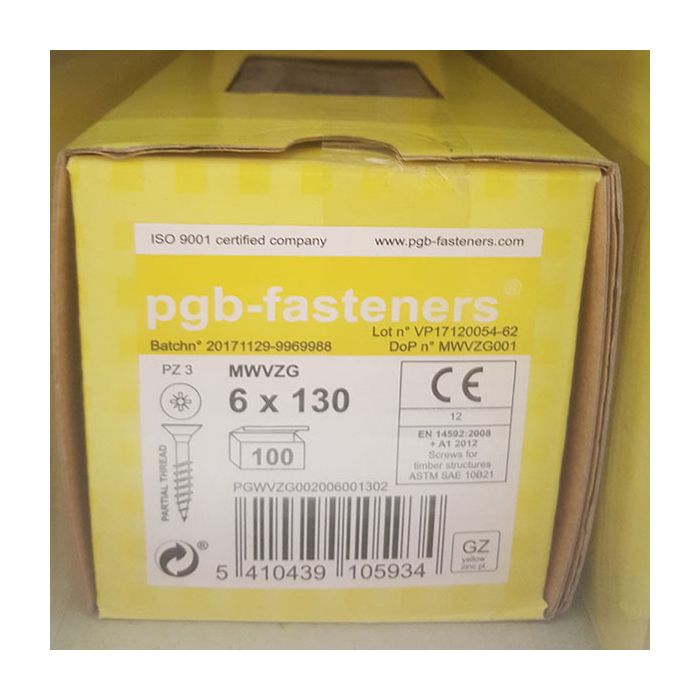 ISO 9001 certified company www.pgb-fasteners.com
pgb-fasteners®
Lot n° VP17120054-62
Batchn° 20171129-9969988 DoP n° MWVZG001
PZ 3 MWVZG
6 x 130
CE
12
EN 14592:2008
+ A1 2012
Screws for
timber structures
ASTM SAE 10B21
100
PARTIAL THREAD
PGWVZG002006001302
®
5 410439 105934
GZ
yellow
zinc pl.